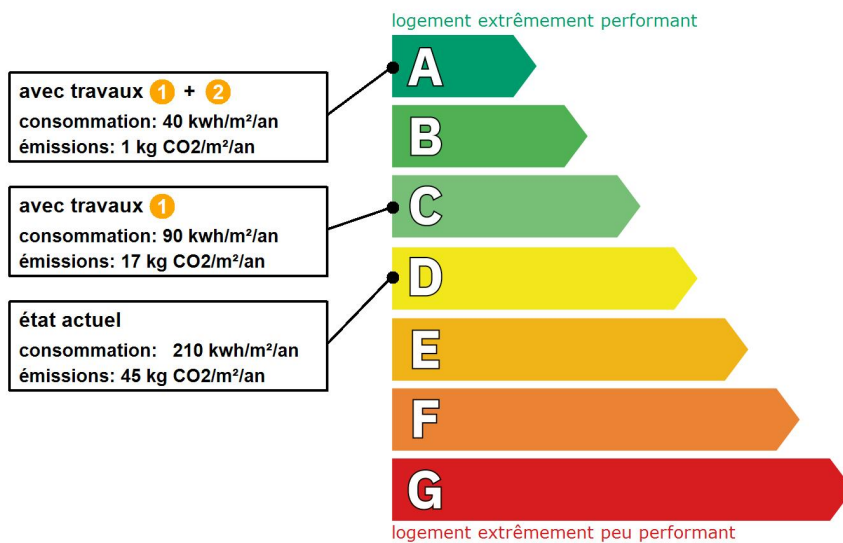 logement extrêmement performant
avec travaux 1 + 2
consommation: 40 kwh/m²/an
émissions: 1 kg CO2/m²/an
avec travaux 1
consommation: 90 kwh/m²/an
émissions: 17 kg CO2/m²/an
état actuel
consommation: 210 kwh/m²/an
émissions: 45 kg CO2/m²/an
A
B
C
D
E
F
G
logement extrêmement peu performant